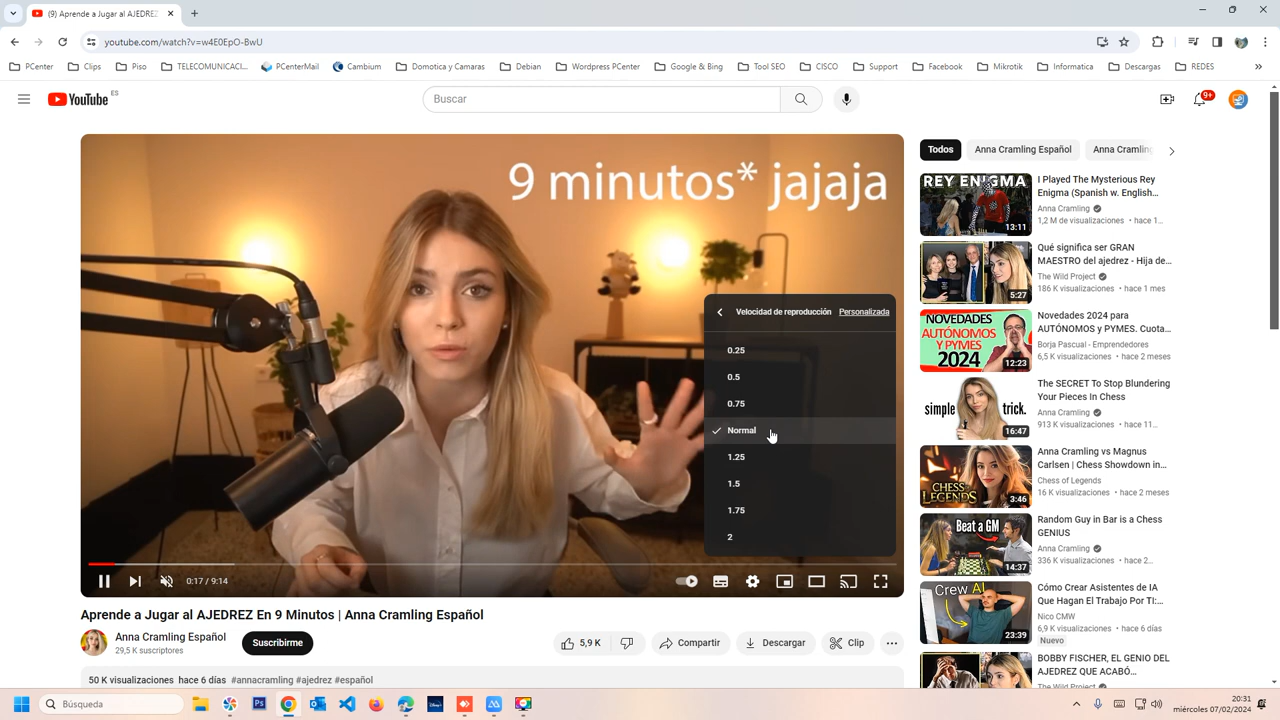 (9) Aprende a Jugar al AJEDREZ
youtube.com/watch?v=w4E0EpO-BwU
PCenter
Clips
Piso
TELECOMUNICACI...
PCenterMail
Cambium
Domotica y Camaras
Debian
Wordpress PCenter
Google & Bing
Tool SEO
CISCO
Support
Facebook
Mikrotik
Informatica
Descargas
REDES
YouTube ES
Buscar
9+
9 minutos* jajaja
Velocidad de reproducción Personalizada
0.25
0.5
0.75
Normal
1.25
1.5
1.75
2
0:17 / 9:14
Aprende a Jugar al AJEDREZ En 9 Minutos | Anna Cramling Español
Anna Cramling Español
29,5 K suscriptores
Suscribirme
5,9 K
Compartir
Descargar
Clip
50 K visualizaciones hace 6 días #annacramling #ajedrez #español
Todos
Anna Cramling Español
Anna Cramling
REY ENIGMA
13:11
I Played The Mysterious Rey
Enigma (Spanish w. English...
Anna Cramling
1,2 M de visualizaciones • hace 1...
5:27
Qué significa ser GRAN
MAESTRO del ajedrez - Hija de...
The Wild Project
186 K visualizaciones • hace 1 mes
NOVEDADES
AUTÓNOMOS
y PYMES
2024
12:23
Novedades 2024 para
AUTÓNOMOS y PYMES. Cuota...
Borja Pascual - Emprendedores
6,5 K visualizaciones • hace 2 meses
simple trick.
16:47
The SECRET To Stop Blundering
Your Pieces In Chess
Anna Cramling
913 K visualizaciones • hace 11...
CHESS
LEGENDS
3:46
Anna Cramling vs Magnus
Carlsen | Chess Showdown in...
Chess of Legends
16 K visualizaciones • hace 2 meses
Beat a GM
14:37
Random Guy in Bar is a Chess
GENIUS
Anna Cramling
336 K visualizaciones • hace 2...
Crew AI
23:39
Cómo Crear Asistentes de IA
Que Hagan El Trabajo Por Tl:...
Nico CMW
6,9 K visualizaciones • hace 6 días
Nuevo
BOBBY FISCHER, EL GENIO DEL
AJEDREZ QUE ACABÓ...
The Wild Project
Búsqueda
20:31
miércoles 07/02/2024